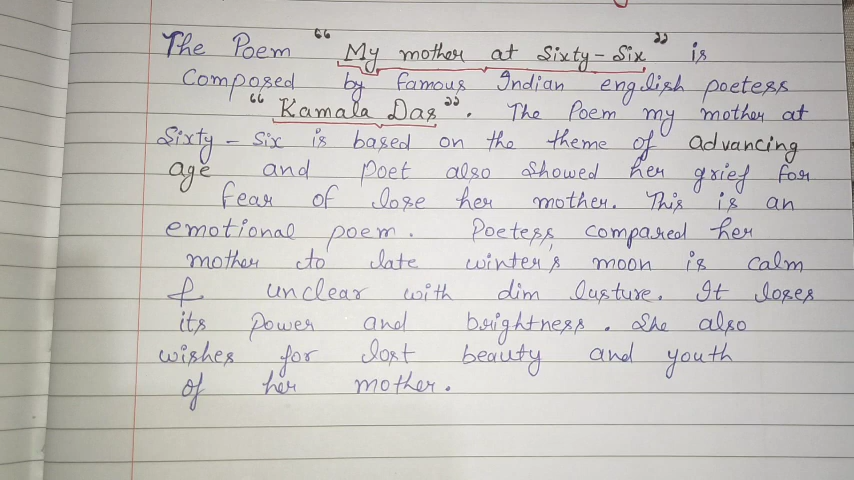 The Poem “My mother at Sixty-Six” is
Composed by famous Indian english poetess
“Kamala Das”. The Poem my mother at
Sixty-Six is based on the theme of advancing
age and poet also showed her grief for
fear of lose her mother. This is an
emotional poem. Poetess compared her
mother to late winter's moon is calm
& unclear with dim lusture. It loses
its power and brightness. She also
wishes for lost beauty and youth
of her mother.